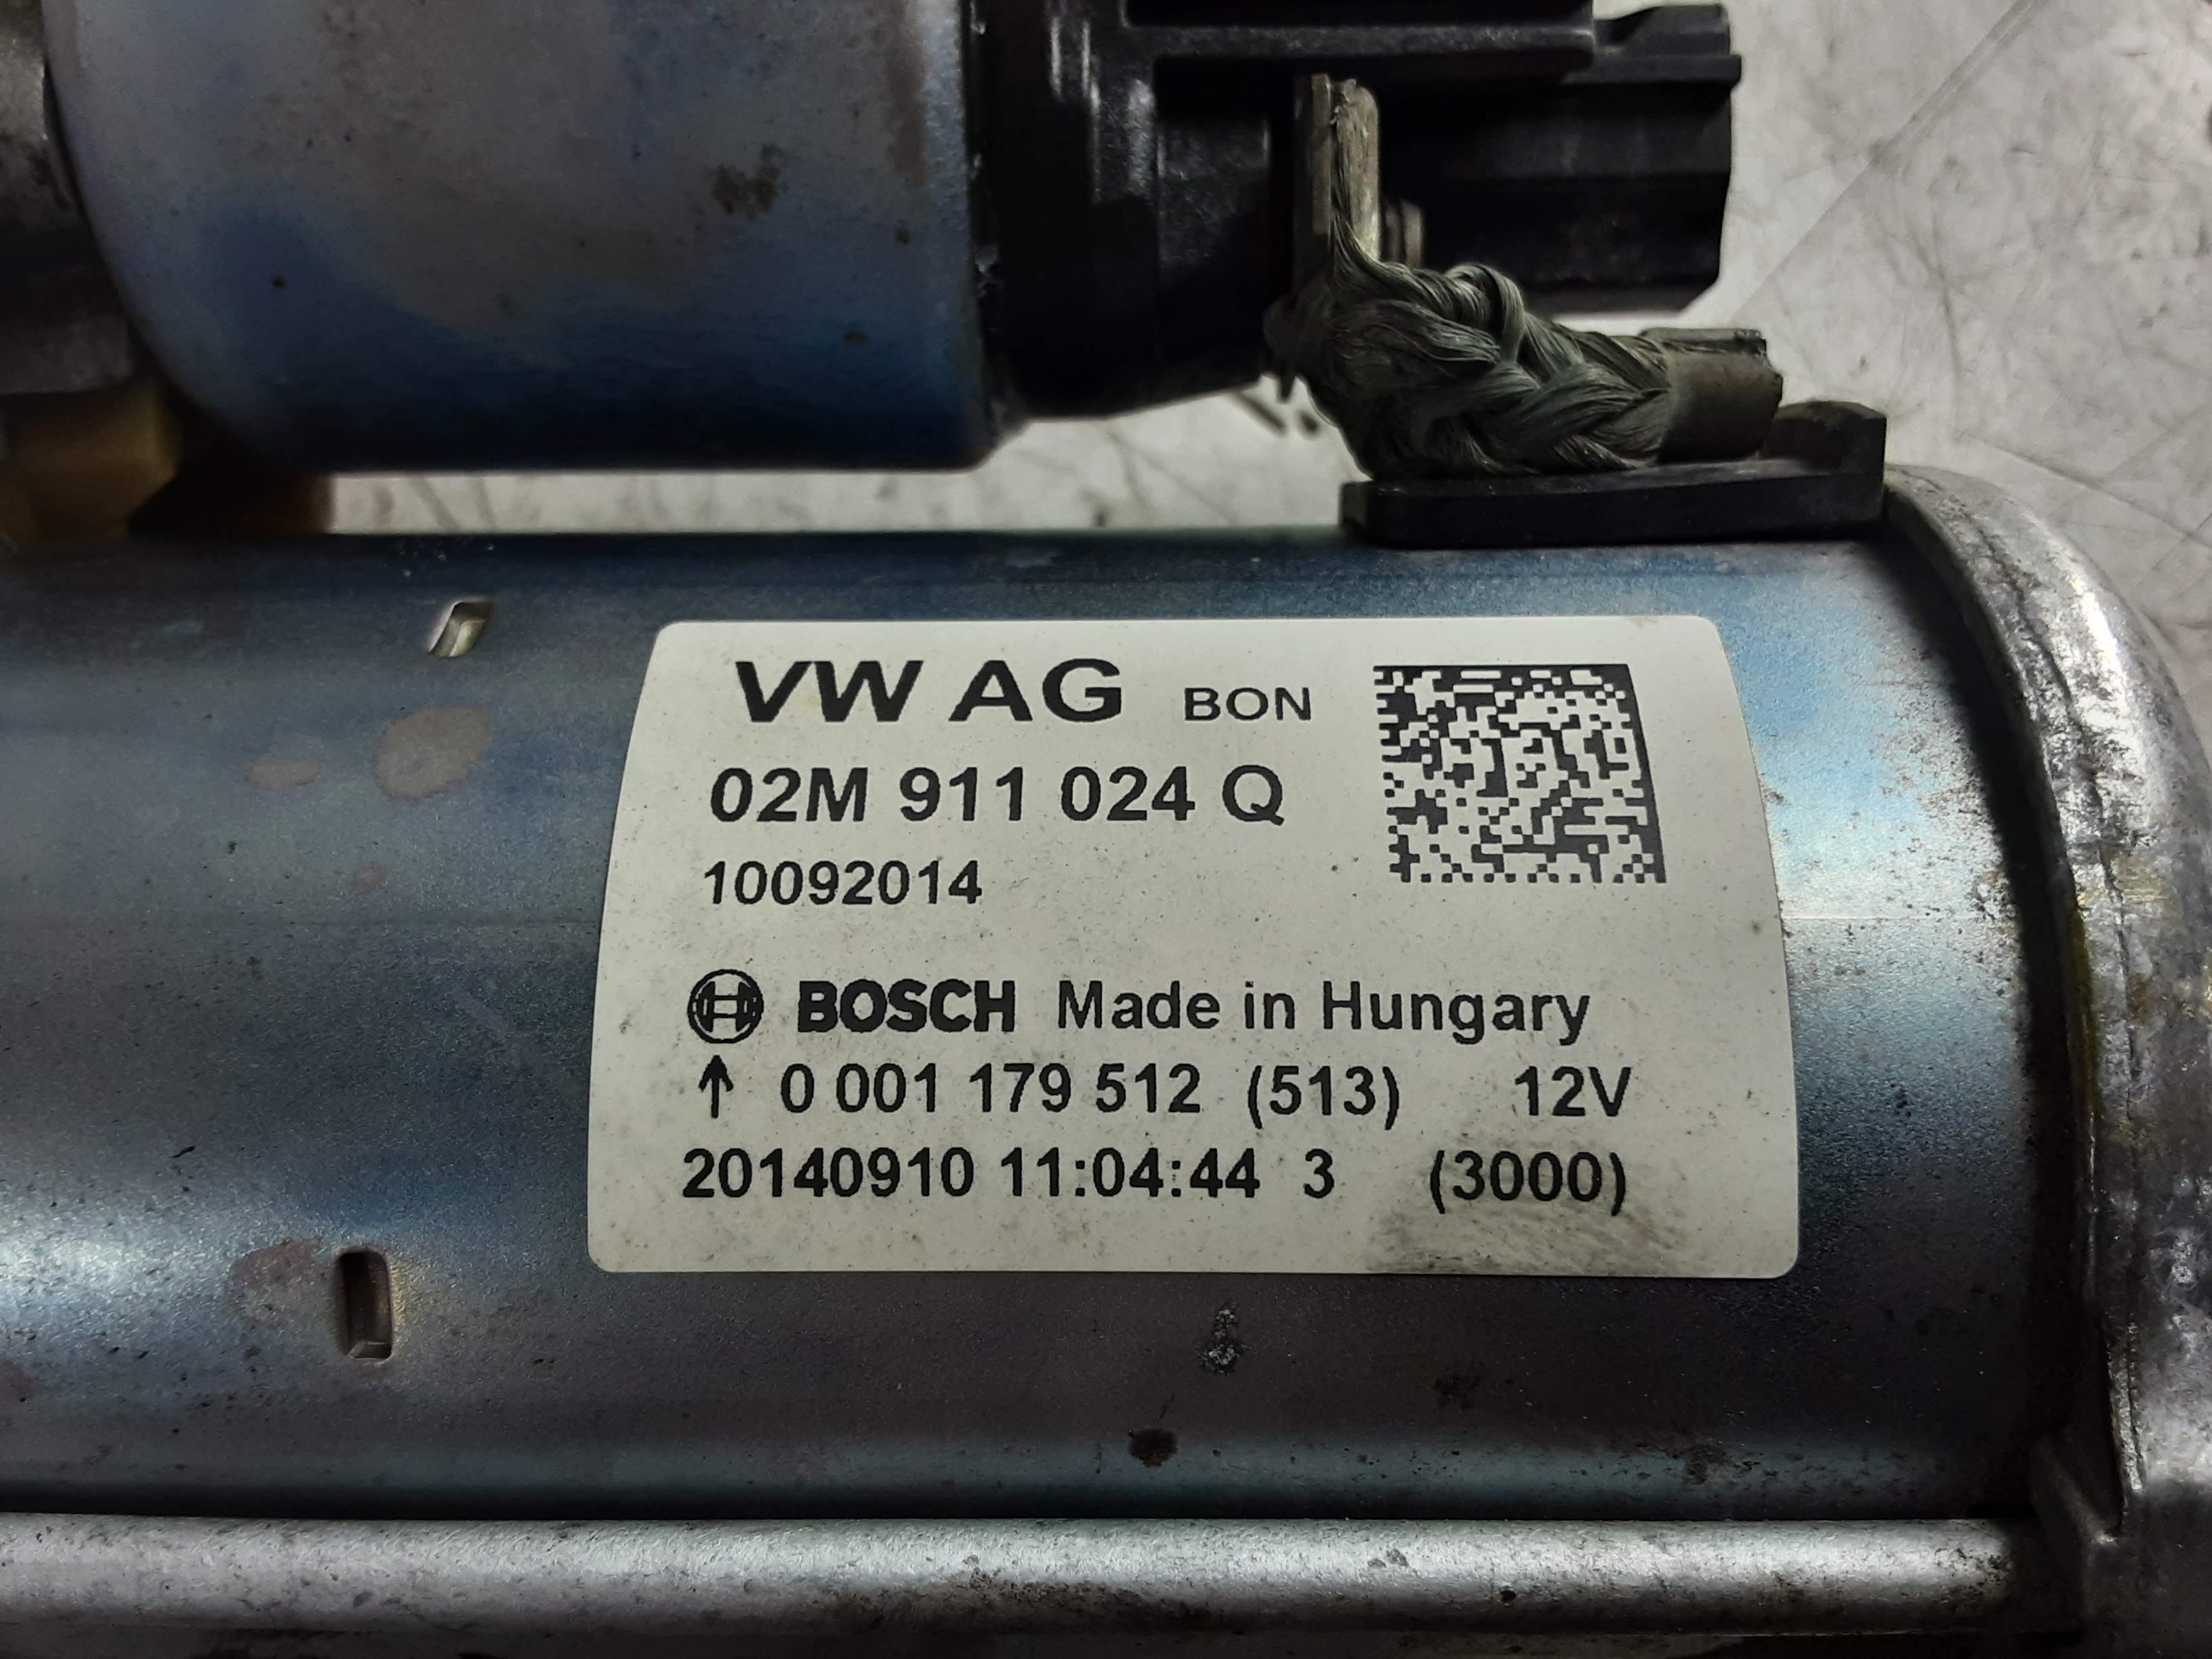 VW AG BON
02M 911 024 Q
10092014
BOSCH Made in Hungary
↑ 0 001 179 512 (513) 12V
20140910 11:04:44 3 (3000)